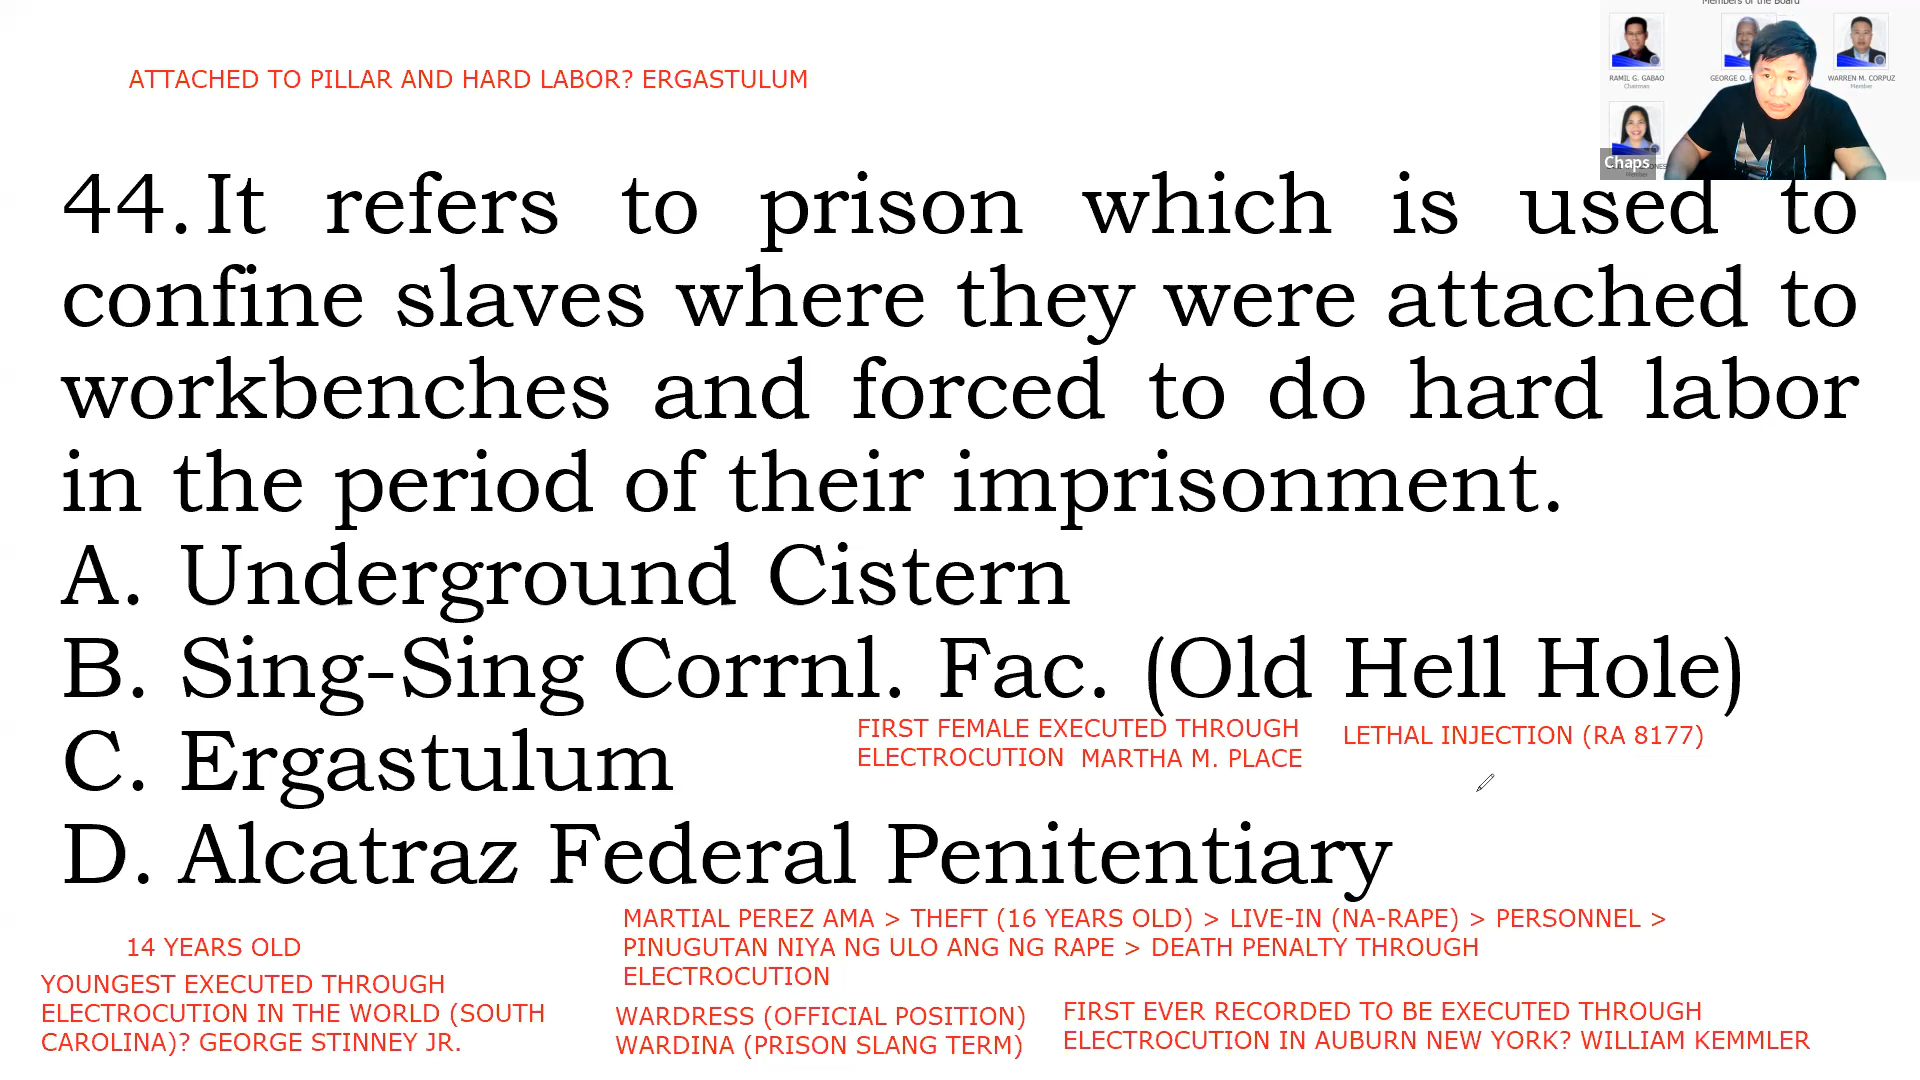 Members of the Board
RAMIL G. GABAO
Chairman
GEORGE O.
WARREN M. CORPUZ
Member
Chaps
Member
ATTACHED TO PILLAR AND HARD LABOR? ERGASTULUM
44. It refers to prison which is used to
confine slaves where they were attached to
workbenches and forced to do hard labor
in the period of their imprisonment.
A. Underground Cistern
B. Sing-Sing Corrnl. Fac. (Old Hell Hole)
FIRST FEMALE EXECUTED THROUGH
ELECTROCUTION MARTHA M. PLACE
LETHAL INJECTION (RA 8177)
C. Ergastulum
D. Alcatraz Federal Penitentiary
MARTIAL PEREZ AMA > THEFT (16 YEARS OLD) > LIVE-IN (NA-RAPE) > PERSONNEL >
PINUGUTAN NIYA NG ULO ANG NG RAPE > DEATH PENALTY THROUGH
ELECTROCUTION
14 YEARS OLD
YOUNGEST EXECUTED THROUGH
ELECTROCUTION IN THE WORLD (SOUTH
CAROLINA)? GEORGE STINNEY JR.
WARDRESS (OFFICIAL POSITION)
WARDINA (PRISON SLANG TERM)
FIRST EVER RECORDED TO BE EXECUTED THROUGH
ELECTROCUTION IN AUBURN NEW YORK? WILLIAM KEMMLER